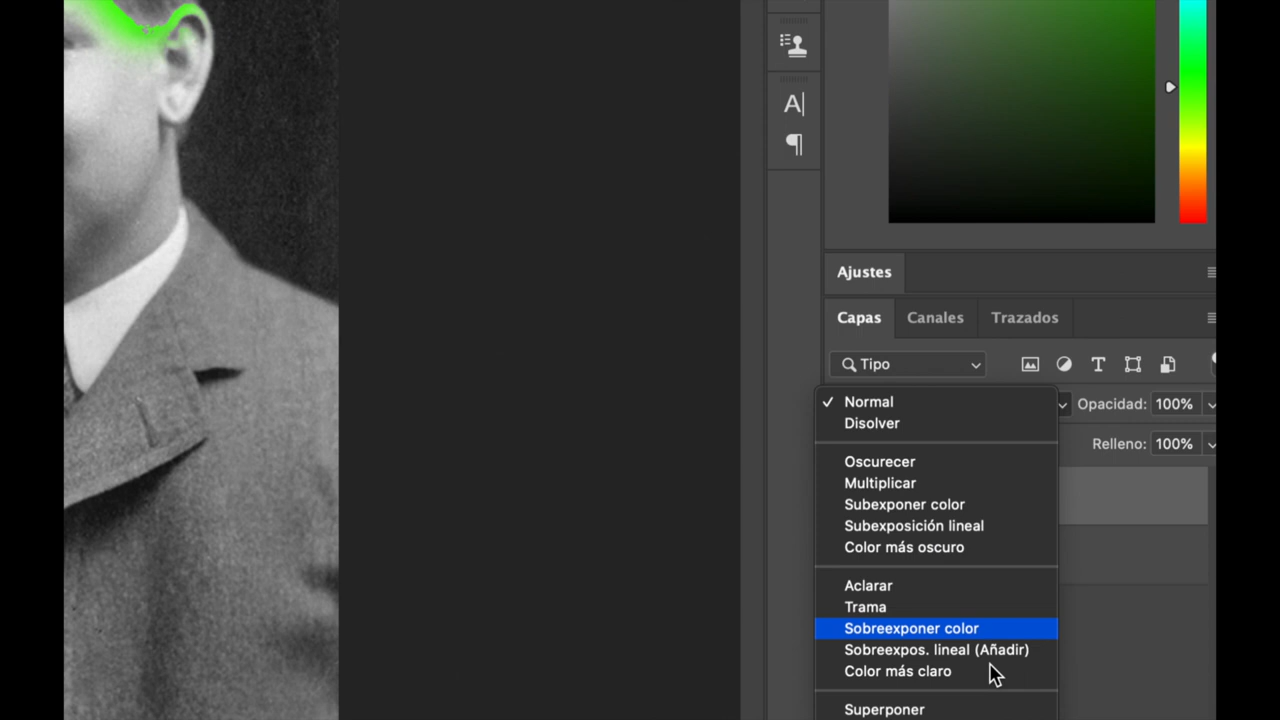 A|
Ajustes
Capas Canales Trazados
Tipo
Normal Opacidad: 100%
Disolver
Relleno: 100%
Oscurecer
Multiplicar
Subexponer color
Subexposición lineal
Color más oscuro
Aclarar
Trama
Sobreexponer color
Sobreexpos. lineal (Añadir)
Color más claro
Superponer